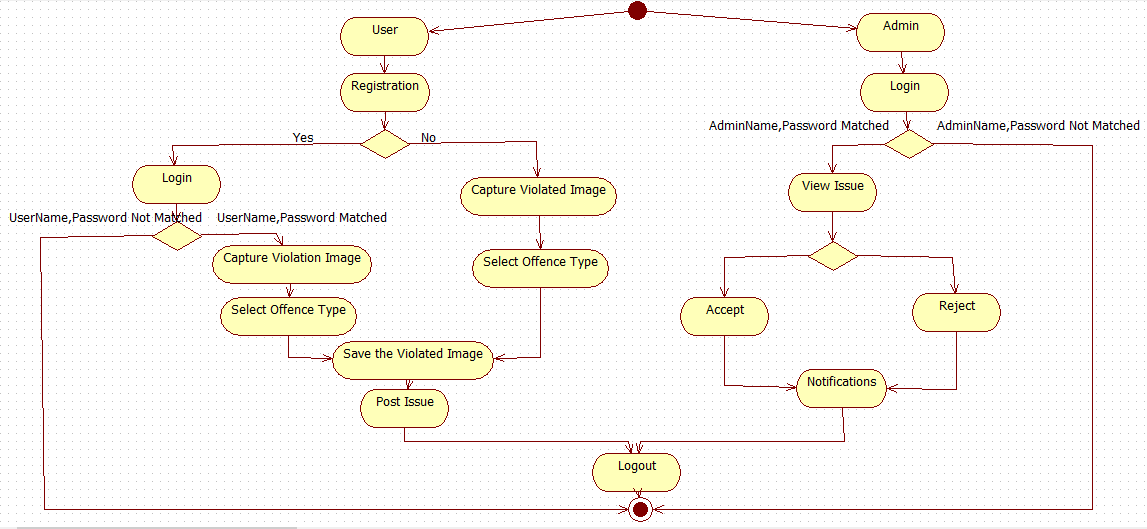 User
Admin
Registration
Login
AdminName,Password Matched
AdminName,Password Not Matched
Yes
No
Login
Capture Violated Image
View Issue
UserName,Password Not Matched
UserName,Password Matched
Capture Violation Image
Select Offence Type
Select Offence Type
Accept
Reject
Save the Violated Image
Notifications
Post Issue
Logout